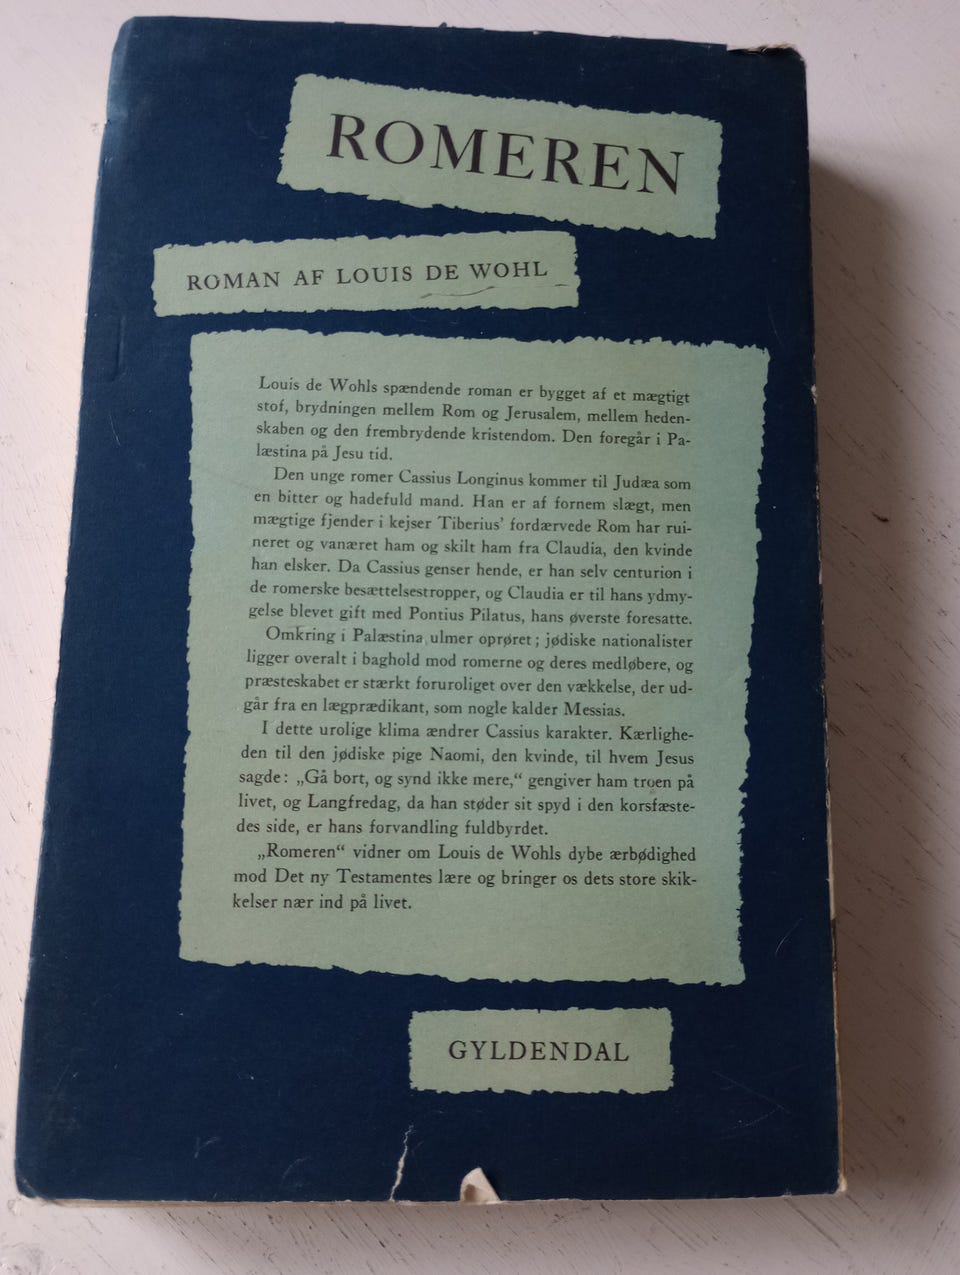 ROMEREN
ROMAN AF LOUIS DE WOHL
Louis de Wohls spændende roman er bygget af et mægtigt
stof, brydningen mellem Rom og Jerusalem, mellem heden-
skaben og den frembrydende kristendom. Den foregår i Pa-
læstina på Jesu tid.
Den unge romer Cassius Longinus kommer til Judæa som
en bitter og hadefuld mand. Han er af fornem slægt, men
mægtige fjender i kejser Tiberius' fordærvede Rom har rui-
neret og vanæret ham og skilt ham fra Claudia, den kvinde
han elsker. Da Cassius genser hende, er han selv centurion i
de romerske besættelsestropper, og Claudia er til hans ydmy-
gelse blevet gift med Pontius Pilatus, hans øverste foresatte.
Omkring i Palæstina ulmer oprøret; jødiske nationalister
ligger overalt i baghold mod romerne og deres medløbere, og
præsteskabet er stærkt foruroliget over den vækkelse, der ud-
går fra en lægprædikant, som nogle kalder Messias.
I dette urolige klima ændrer Cassius karakter. Kærlighe-
den til den jødiske pige Naomi, den kvinde, til hvem Jesus
sagde: „Gå bort, og synd ikke mere,“ gengiver ham troen på
livet, og Langfredag, da han støder sit spyd i den korsfæste-
des side, er hans forvandling fuldbyrdet.
„Romeren“ vidner om Louis de Wohls dybe ærbødighed
mod Det ny Testamentes lære og bringer os dets store skik-
kelser nær ind på livet.
GYLDENDAL